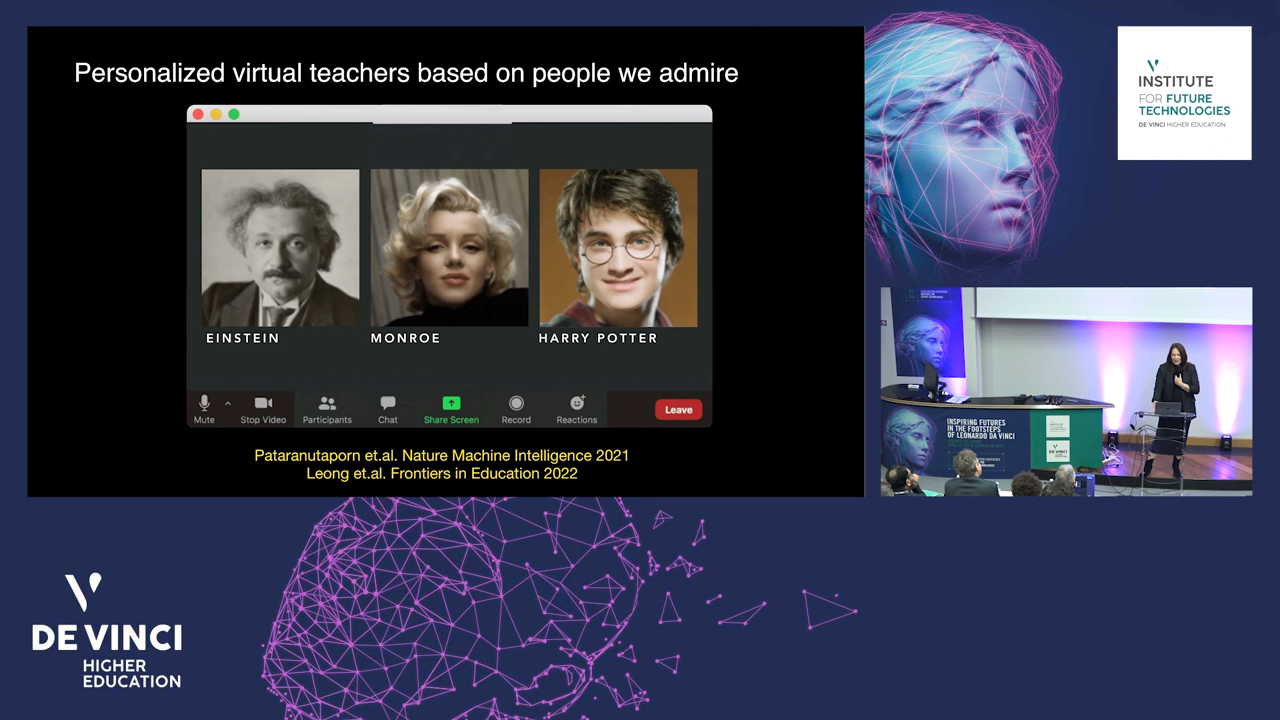 Personalized virtual teachers based on people we admire
EINSTEIN
MONROE
HARRY POTTER
Mute
Stop Video
Participants
Chat
Share Screen
Record
Reactions
Leave
Pataranutaporn et.al. Nature Machine Intelligence 2021
Leong et.al. Frontiers in Education 2022
INSTITUTE
FOR FUTURE
TECHNOLOGIES
DE VINCI HIGHER EDUCATION
INSPIRING FUTURES
IN THE FOOTSTEPS
OF LEONARDO DA VINCI
DE VINCI
HIGHER
EDUCATION